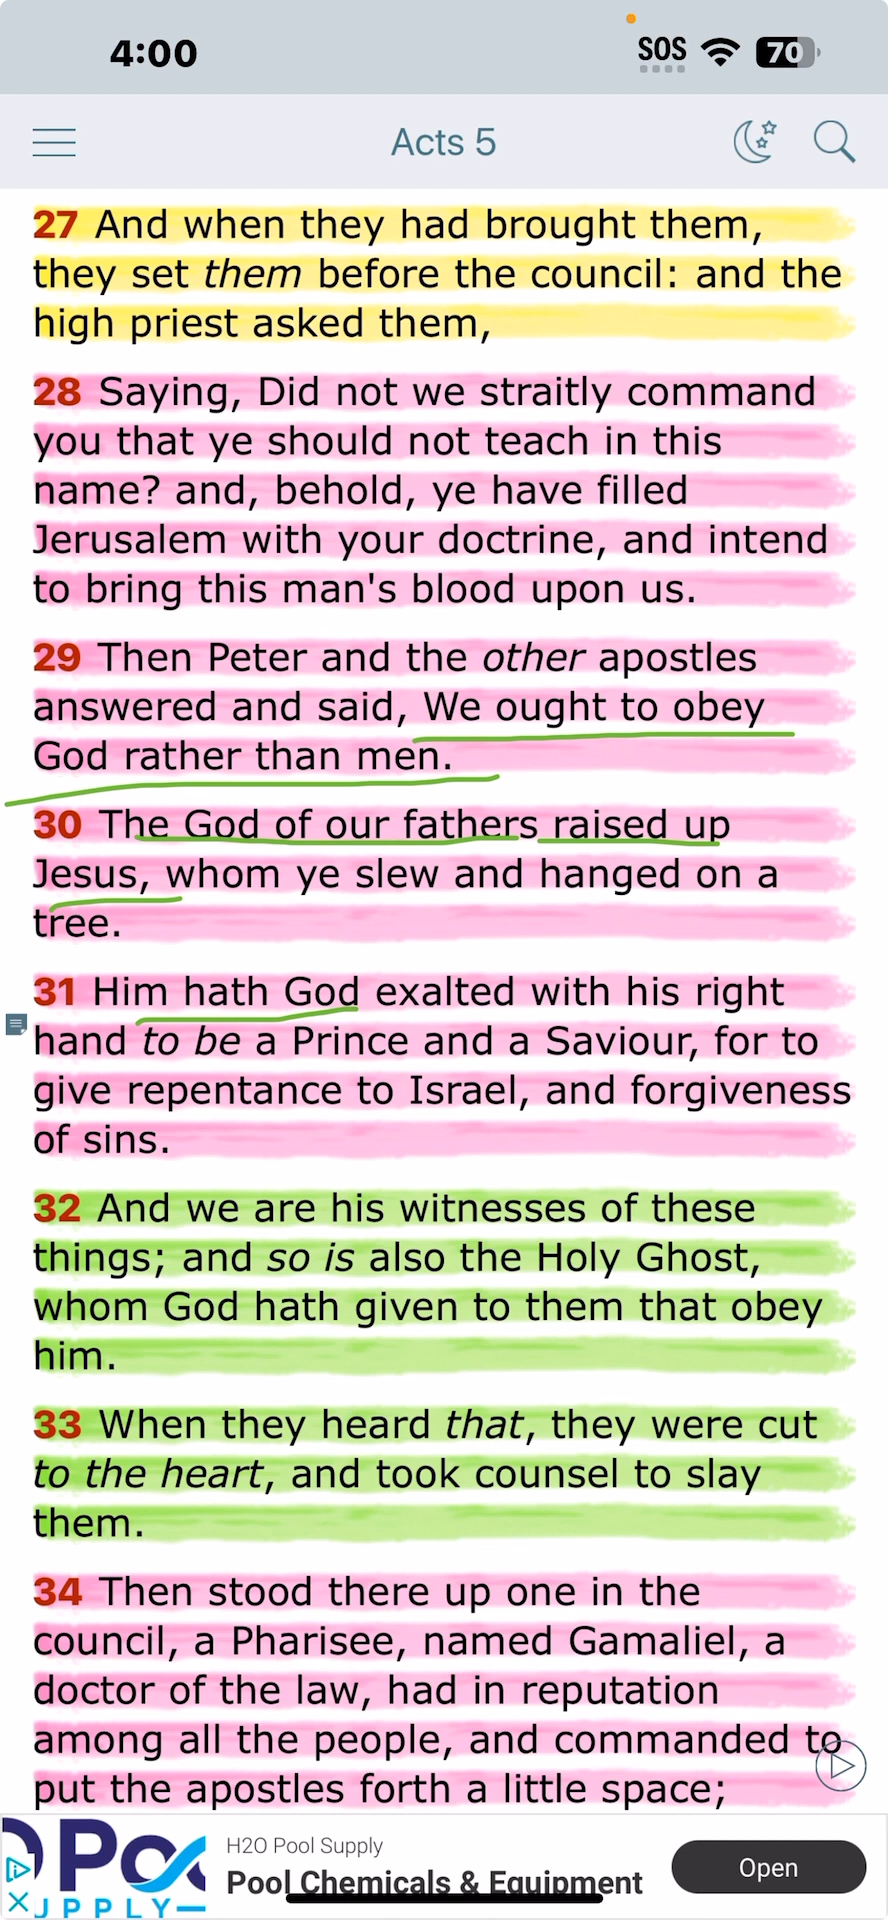 4:00
SOS
70
Acts 5
27 And when they had brought them,
they set them before the council: and the
high priest asked them,
28 Saying, Did not we straitly command
you that ye should not teach in this
name? and, behold, ye have filled
Jerusalem with your doctrine, and intend
to bring this man's blood upon us.
29 Then Peter and the other apostles
answered and said, We ought to obey
God rather than men.
30 The God of our fathers raised up
Jesus, whom ye slew and hanged on a
tree.
31 Him hath God exalted with his right
hand to be a Prince and a Saviour, for to
give repentance to Israel, and forgiveness
of sins.
32 And we are his witnesses of these
things; and so is also the Holy Ghost,
whom God hath given to them that obey
him.
33 When they heard that, they were cut
to the heart, and took counsel to slay
them.
34 Then stood there up one in the
council, a Pharisee, named Gamaliel, a
doctor of the law, had in reputation
among all the people, and commanded to
put the apostles forth a little space;
H2O Pool Supply
Pool Chemicals & Equipment
Open